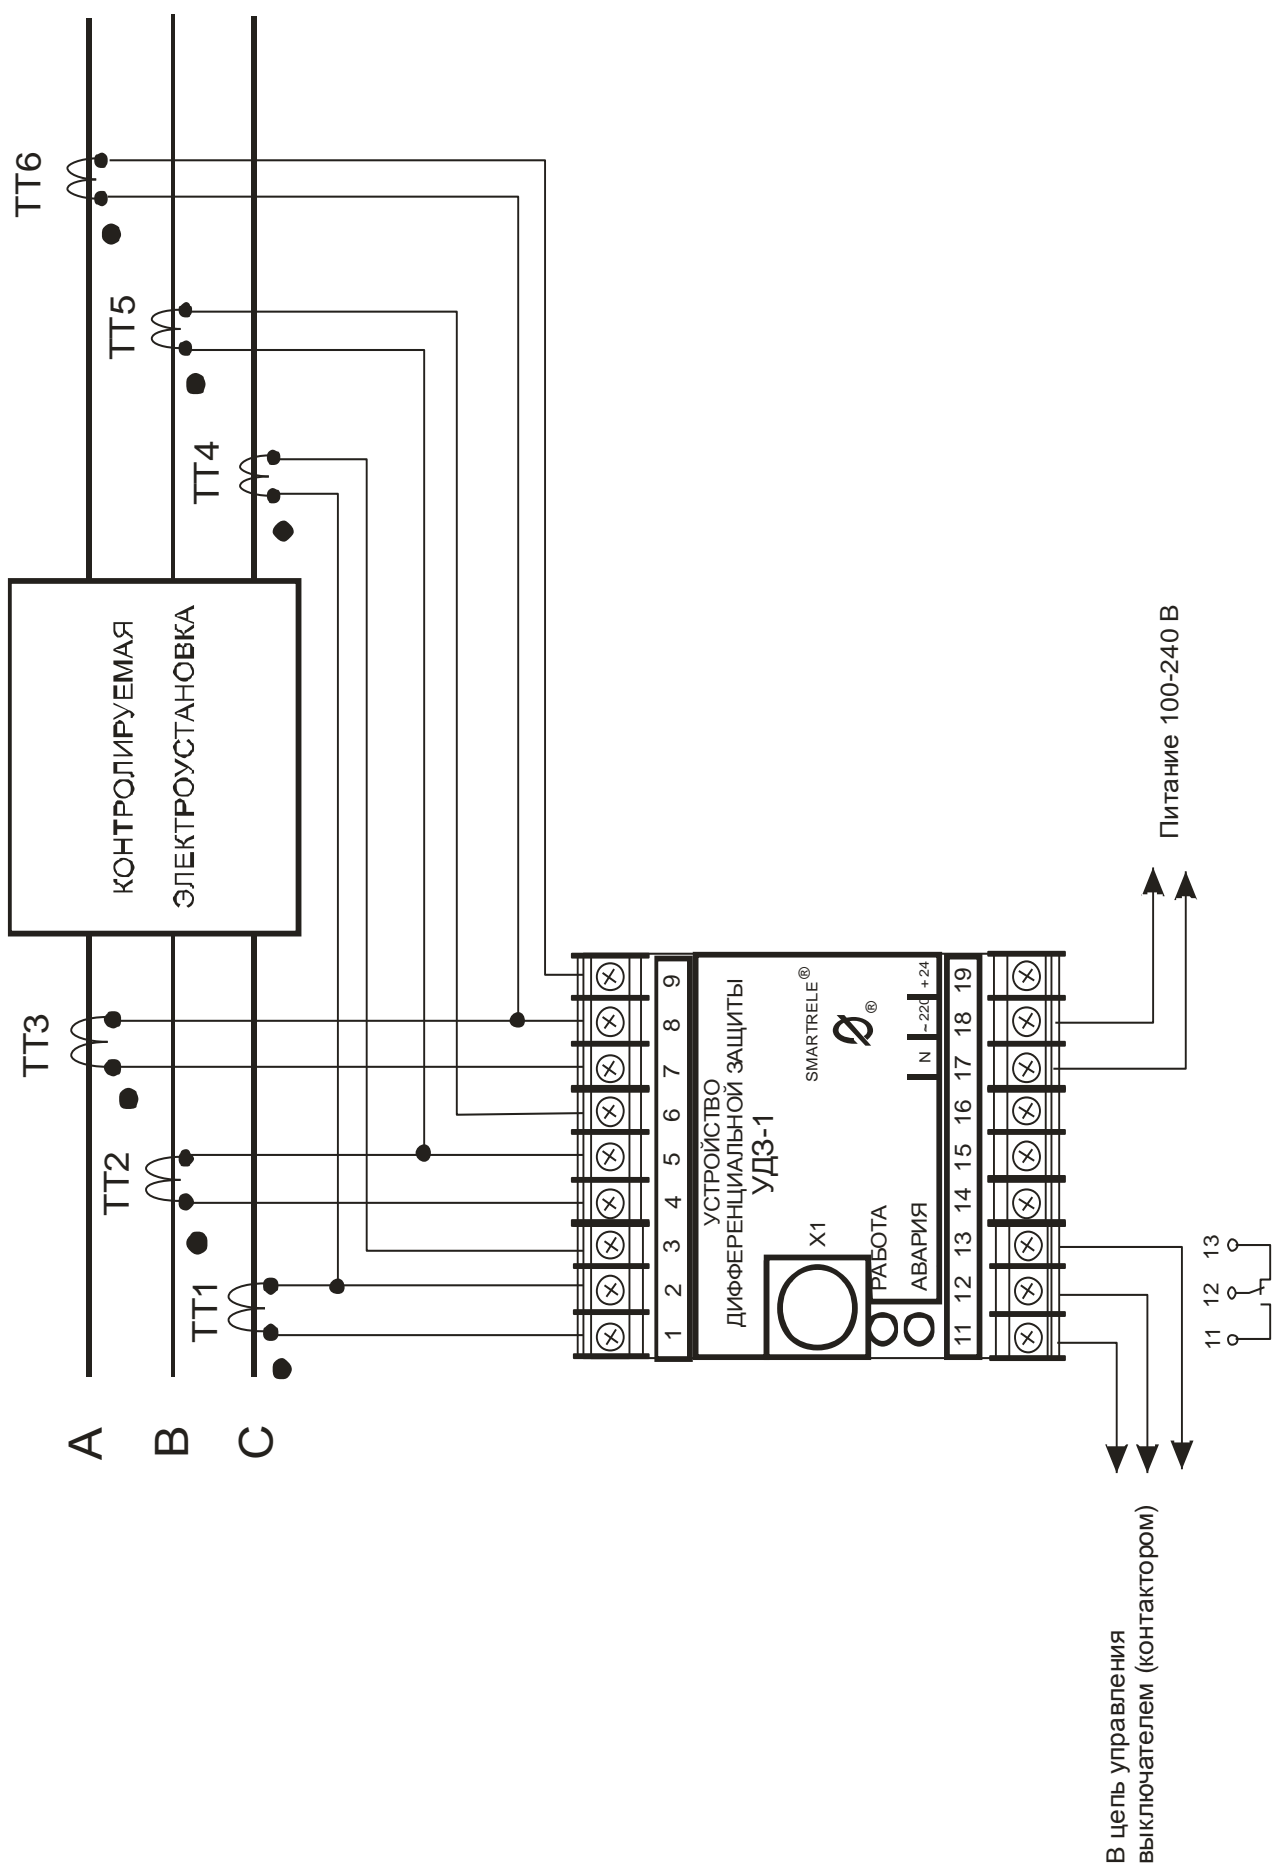 А
В
С
ТТ1
ТТ2
ТТ3
КОНТРОЛИРУЕМАЯ
ЭЛЕКТРОУСТАНОВКА
ТТ4
ТТ5
ТТ6
1 2 3 4 5 6 7 8 9
УСТРОЙСТВО
ДИФФЕРЕНЦИАЛЬНОЙ ЗАЩИТЫ
УДЗ-1
SMARTRELE®
®
X1
РАБОТА
АВАРИЯ
N ~220 +24
11 12 13 14 15 16 17 18 19
Питание 100-240 В
В цепь управления
выключателем (контактором)
11 12 13